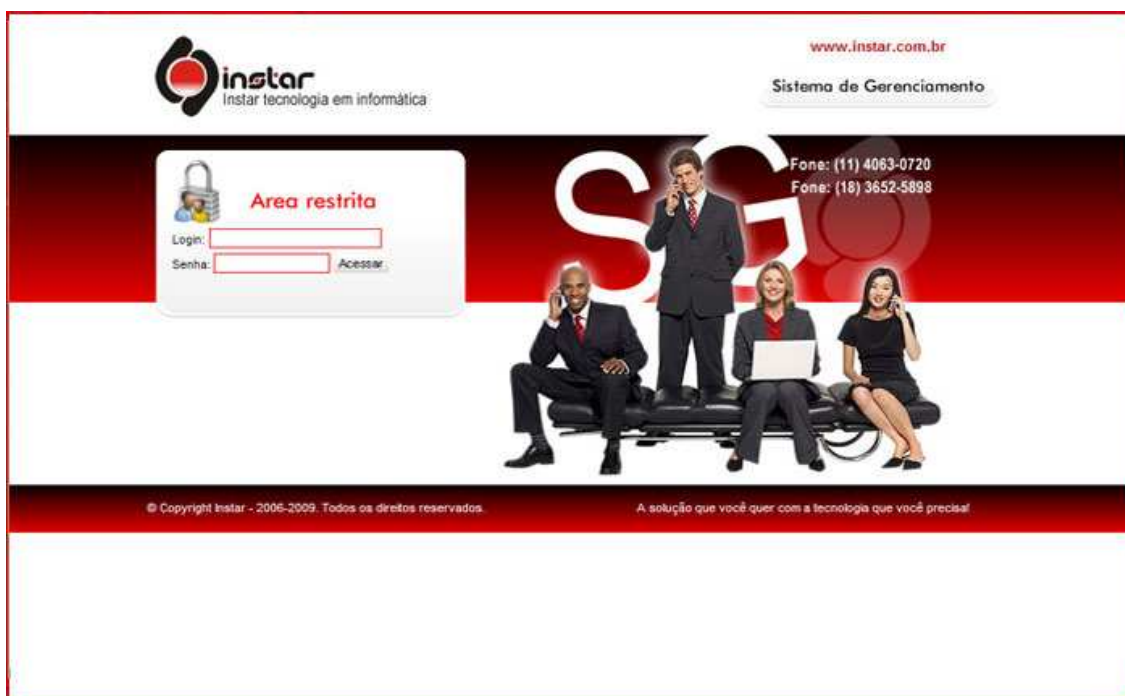 instar
Instar tecnologia em informática
www.instar.com.br
Sistema de Gerenciamento
SG
Fone: (11) 4063-0720
Fone: (18) 3652-5898
Area restrita
Login:
Senha:
Acessar
© Copyright Instar - 2006-2009. Todos os direitos reservados.
A solução que você quer com a tecnologia que você precisa!